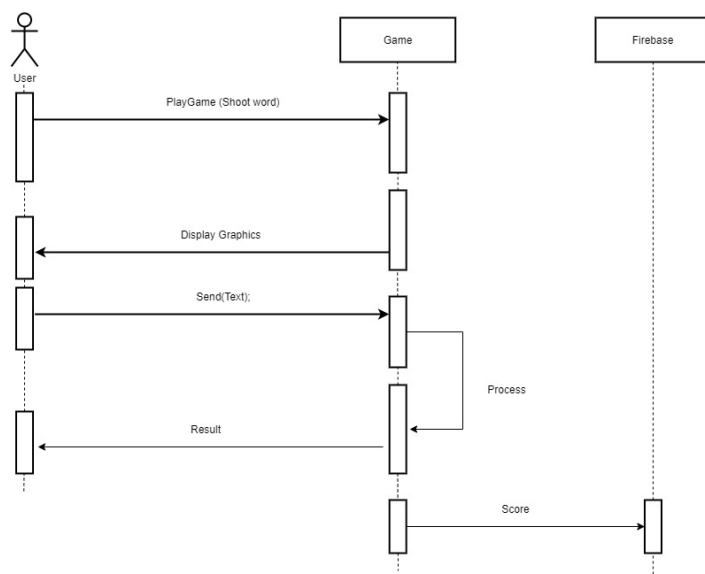 Game
Firebase
User
PlayGame (Shoot word)
Display Graphics
Send(Text);
Process
Result
Score